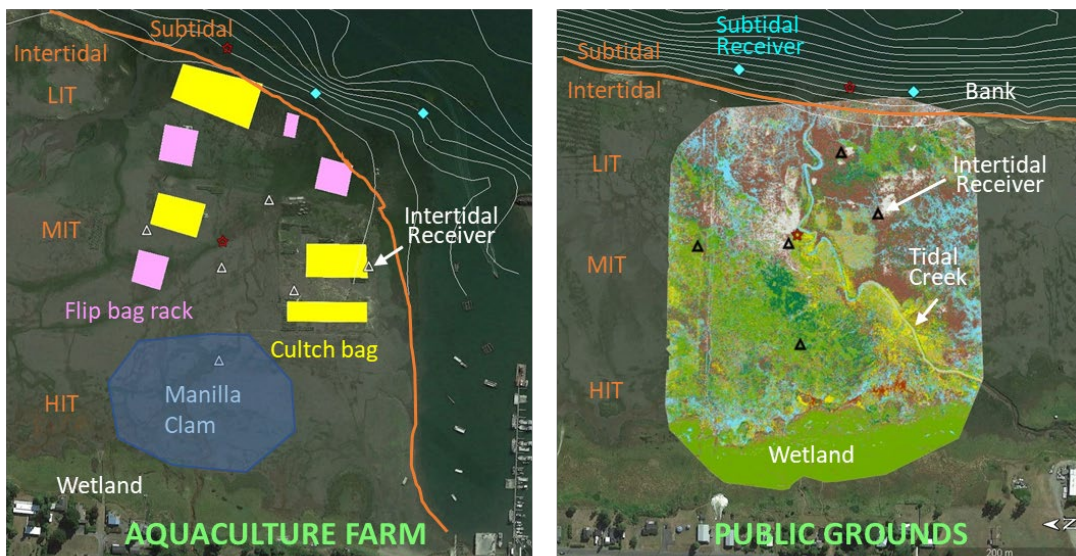 Subtidal
Intertidal
LIT
MIT
Intertidal
Receiver
Flip bag rack
Cultch bag
Manilla
Clam
HIT
Wetland
AQUACULTURE FARM
Subtidal
Receiver
Subtidal
Intertidal
Bank
LIT
Intertidal
Receiver
MIT
Tidal
Creek
HIT
Wetland
N
PUBLIC GROUNDS
200 m